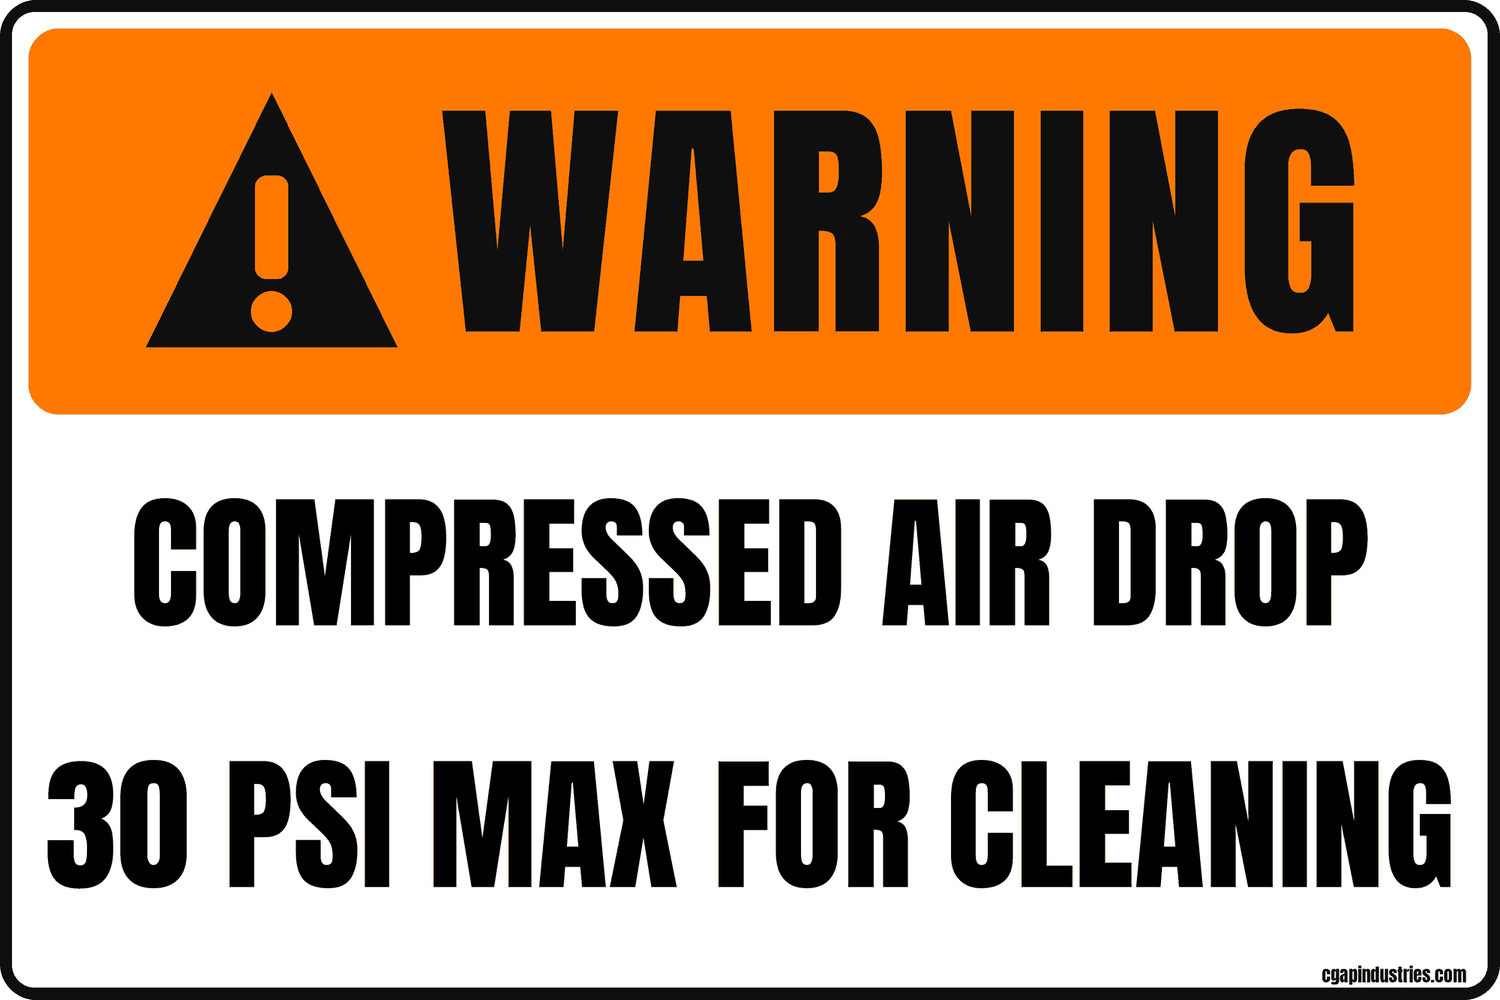 WARNING
COMPRESSED AIR DROP
30 PSI MAX FOR CLEANING
cgapindustries.com